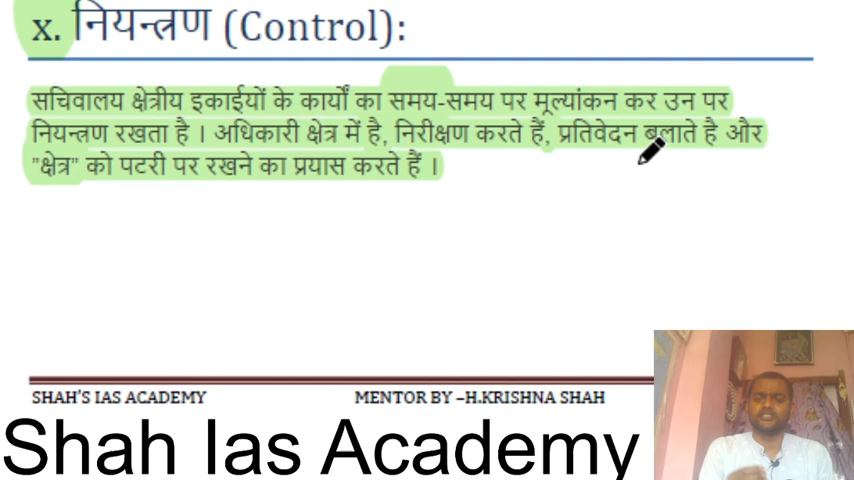 x. नियन्त्रण (Control):
सचिवालय क्षेत्रीय इकाईयों के कार्यों का समय-समय पर मूल्यांकन कर उन पर
नियन्त्रण रखता है । अधिकारी क्षेत्र में है, निरीक्षण करते हैं, प्रतिवेदन बुलाते है और
"क्षेत्र" को पटरी पर रखने का प्रयास करते हैं ।
SHAH'S IAS ACADEMY MENTOR BY –H.KRISHNA SHAH
Shah Ias Academy